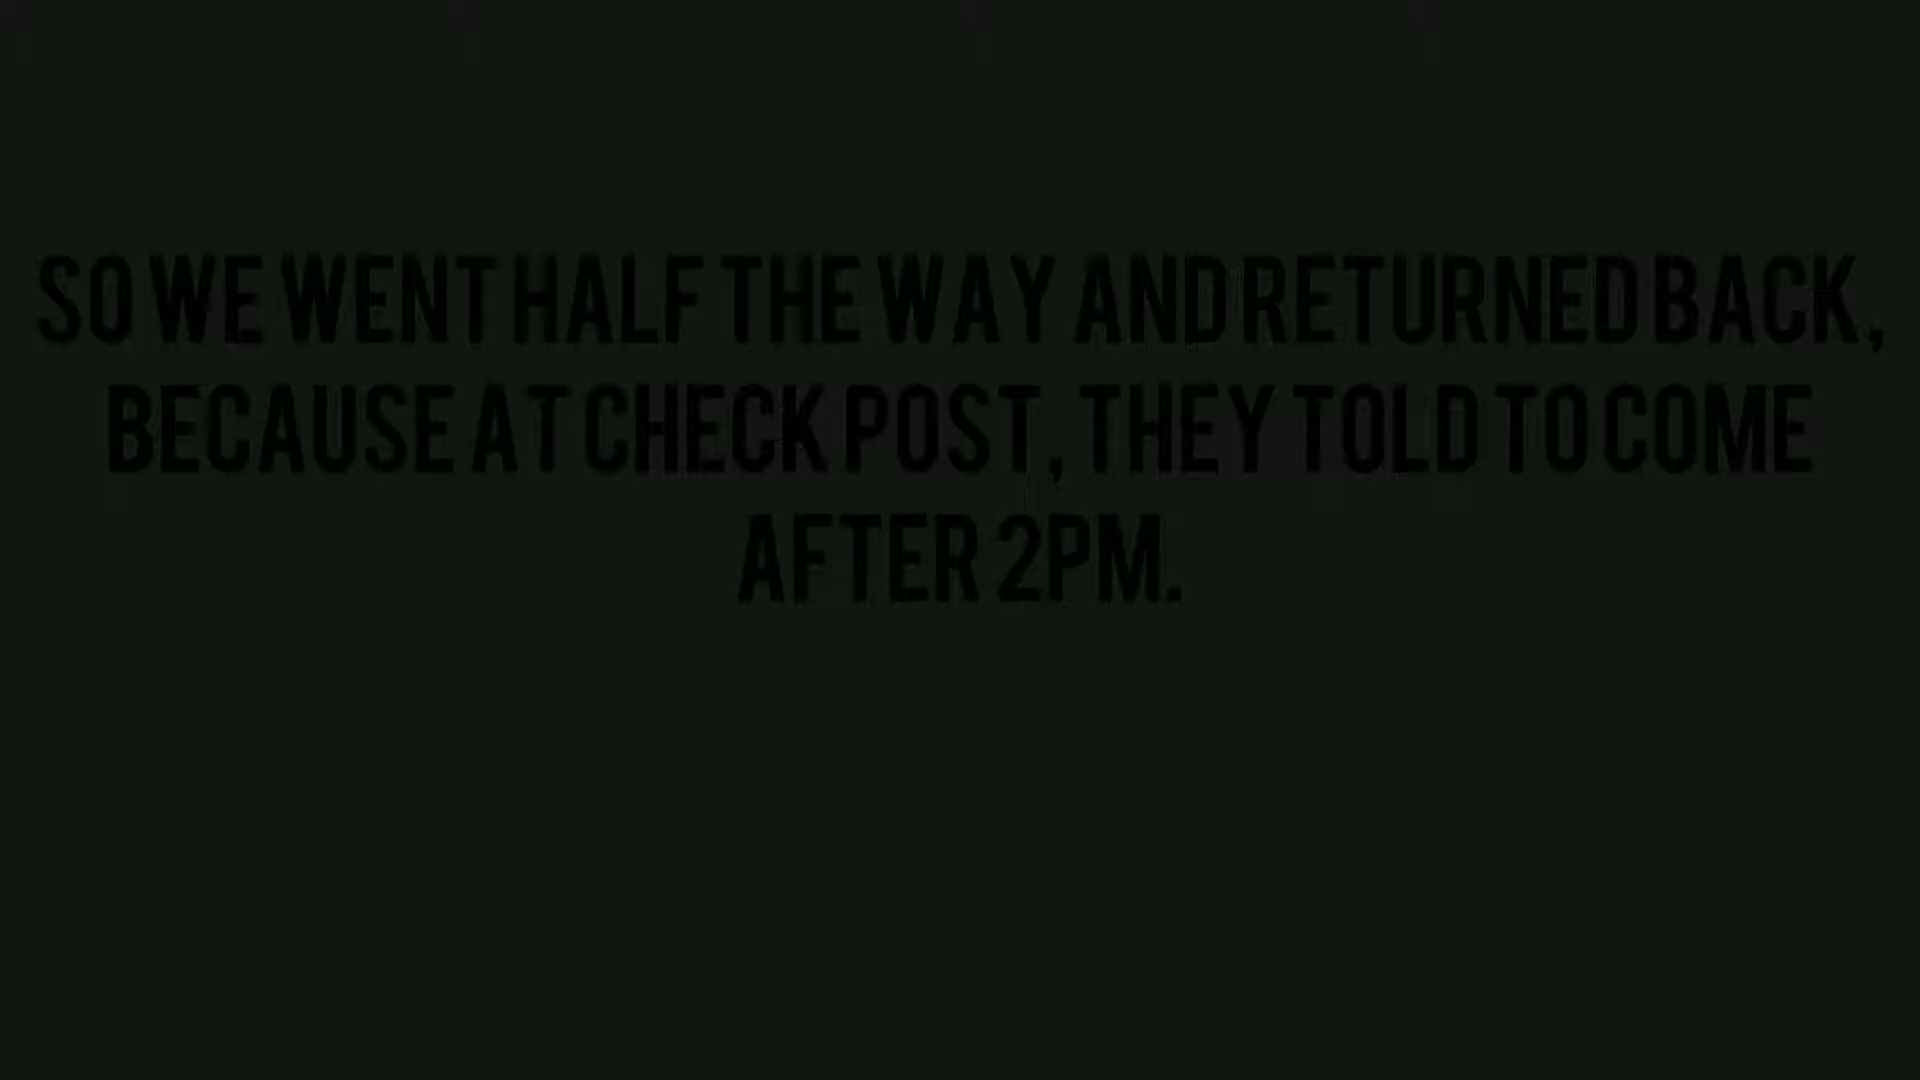 SO WE WENT HALF THE WAY AND RETURNED BACK,
BECAUSE AT CHECK POST, THEY TOLD TO COME
AFTER 2PM.